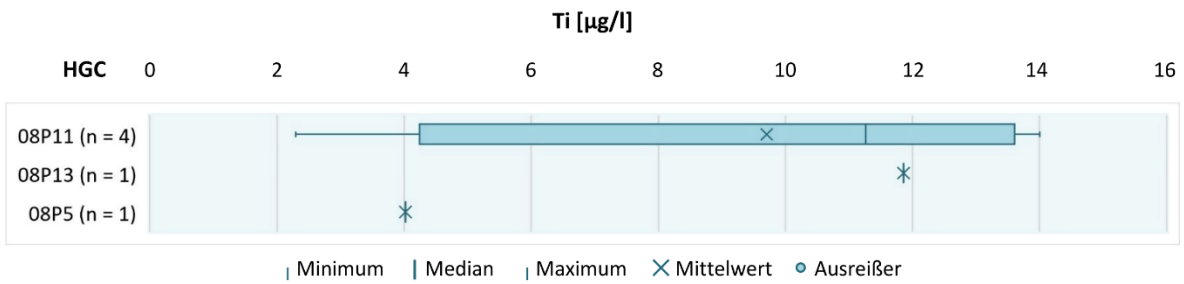 Ti [µg/l]
HGC 0 2 4 6 8 10 12 14 16
08P11 (n = 4)
08P13 (n = 1)
08P5 (n = 1)
Minimum Median Maximum Mittelwert Ausreißer